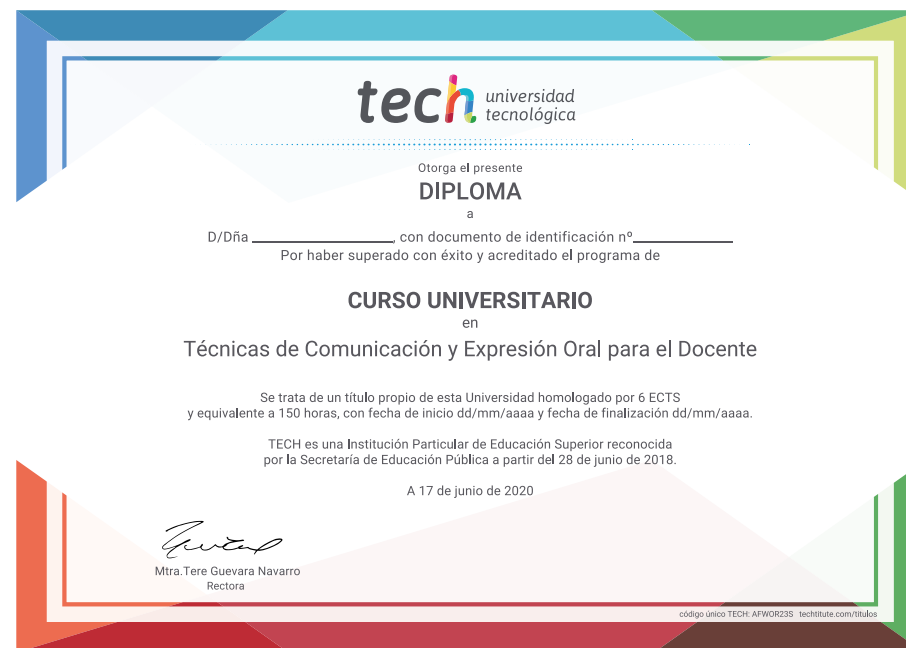 tech universidad
tecnológica
Otorga el presente
DIPLOMA
a
D/Dña ____________________, con documento de identificación nº______________
Por haber superado con éxito y acreditado el programa de
CURSO UNIVERSITARIO
en
Técnicas de Comunicación y Expresión Oral para el Docente
Se trata de un título propio de esta Universidad homologado por 6 ECTS
y equivalente a 150 horas, con fecha de inicio dd/mm/aaaa y fecha de finalización dd/mm/aaaa.
TECH es una Institución Particular de Educación Superior reconocida
por la Secretaría de Educación Pública a partir del 28 de junio de 2018.
A 17 de junio de 2020
Mtra.Tere Guevara Navarro
Rectora
código único TECH: AFWOR23S techtitute.com/titulos